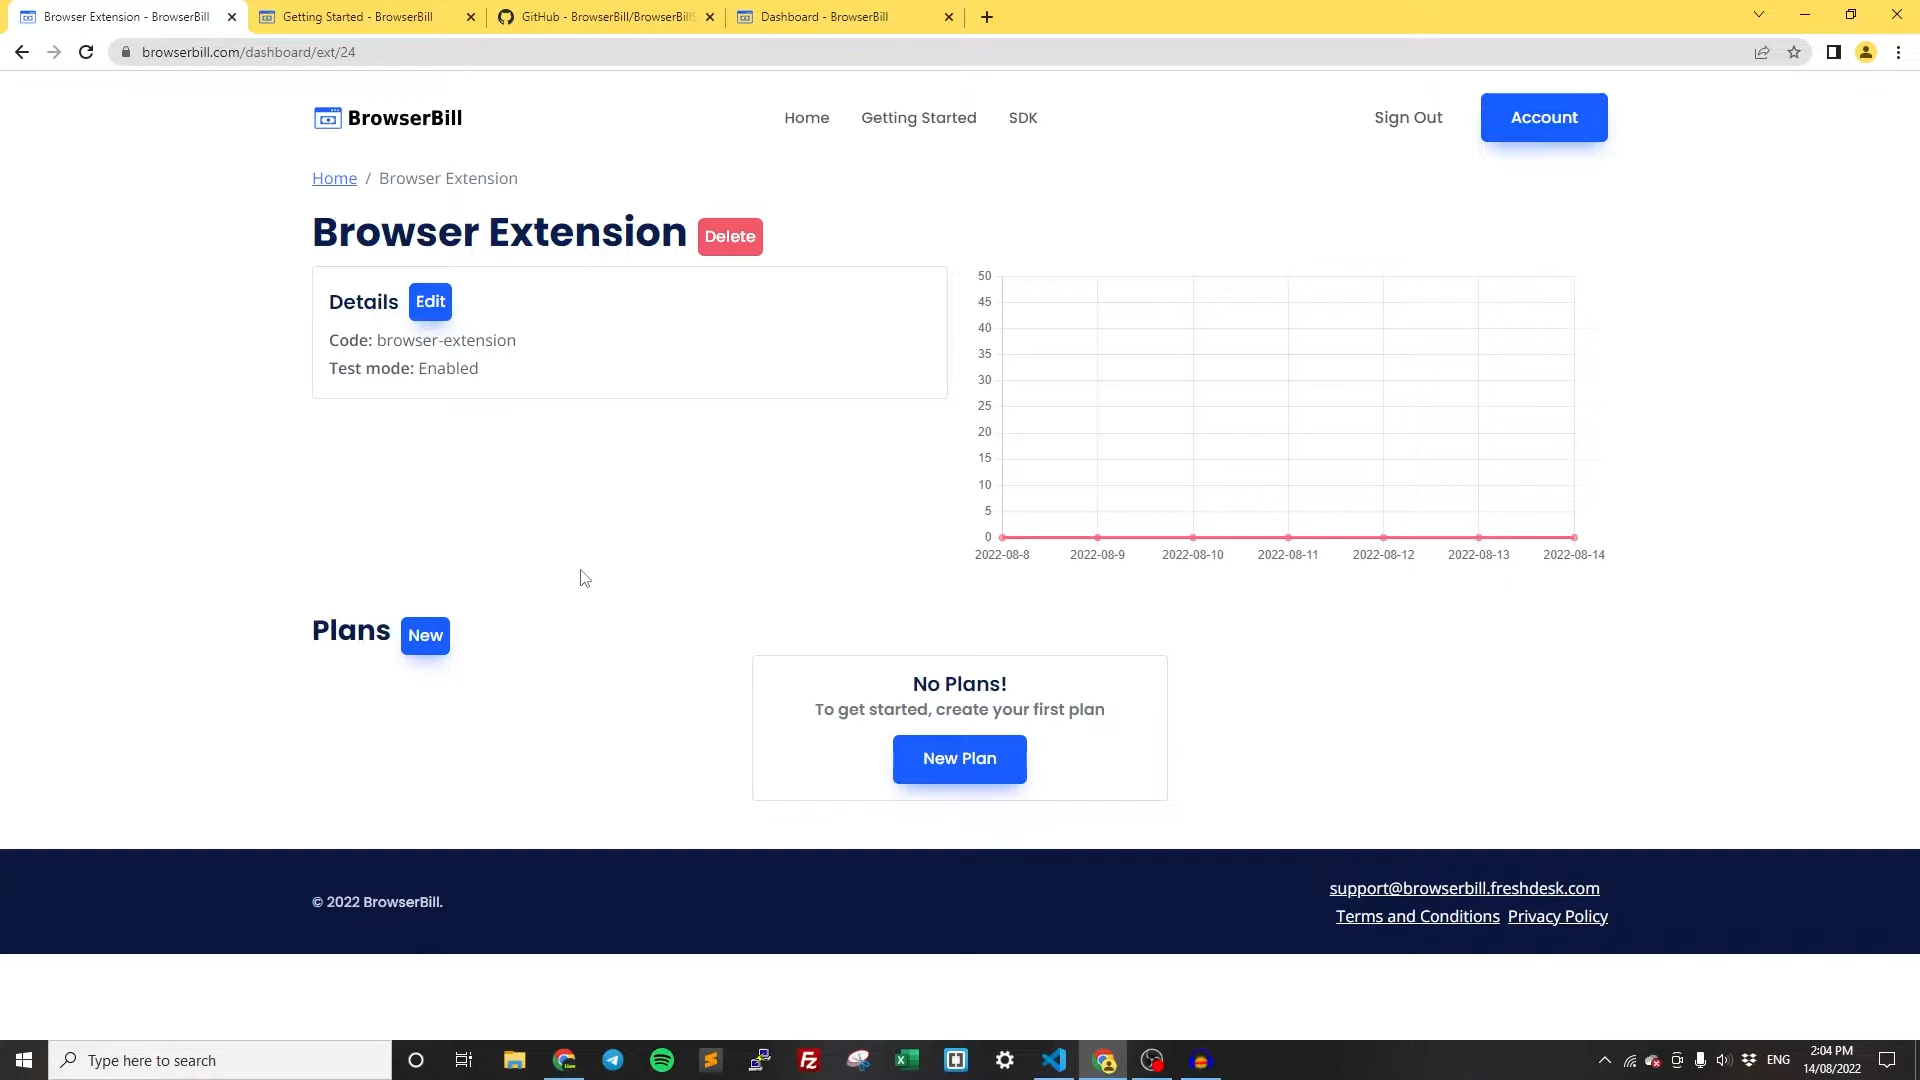 Browser Extension - BrowserBill
Getting Started - BrowserBill
GitHub - BrowserBill/BrowserBill
Dashboard - BrowserBill
browserbill.com/dashboard/ext/24
BrowserBill
Home
Getting Started
SDK
Sign Out
Account
Home / Browser Extension
Browser Extension
Delete
Details
Edit
Code: browser-extension
Test mode: Enabled
50
45
40
35
30
25
20
15
10
5
0
2022-08-8
2022-08-9
2022-08-10
2022-08-11
2022-08-12
2022-08-13
2022-08-14
Plans
New
No Plans!
To get started, create your first plan
New Plan
© 2022 BrowserBill.
support@browserbill.freshdesk.com
Terms and Conditions Privacy Policy
Type here to search
ENG
2:04 PM
14/08/2022